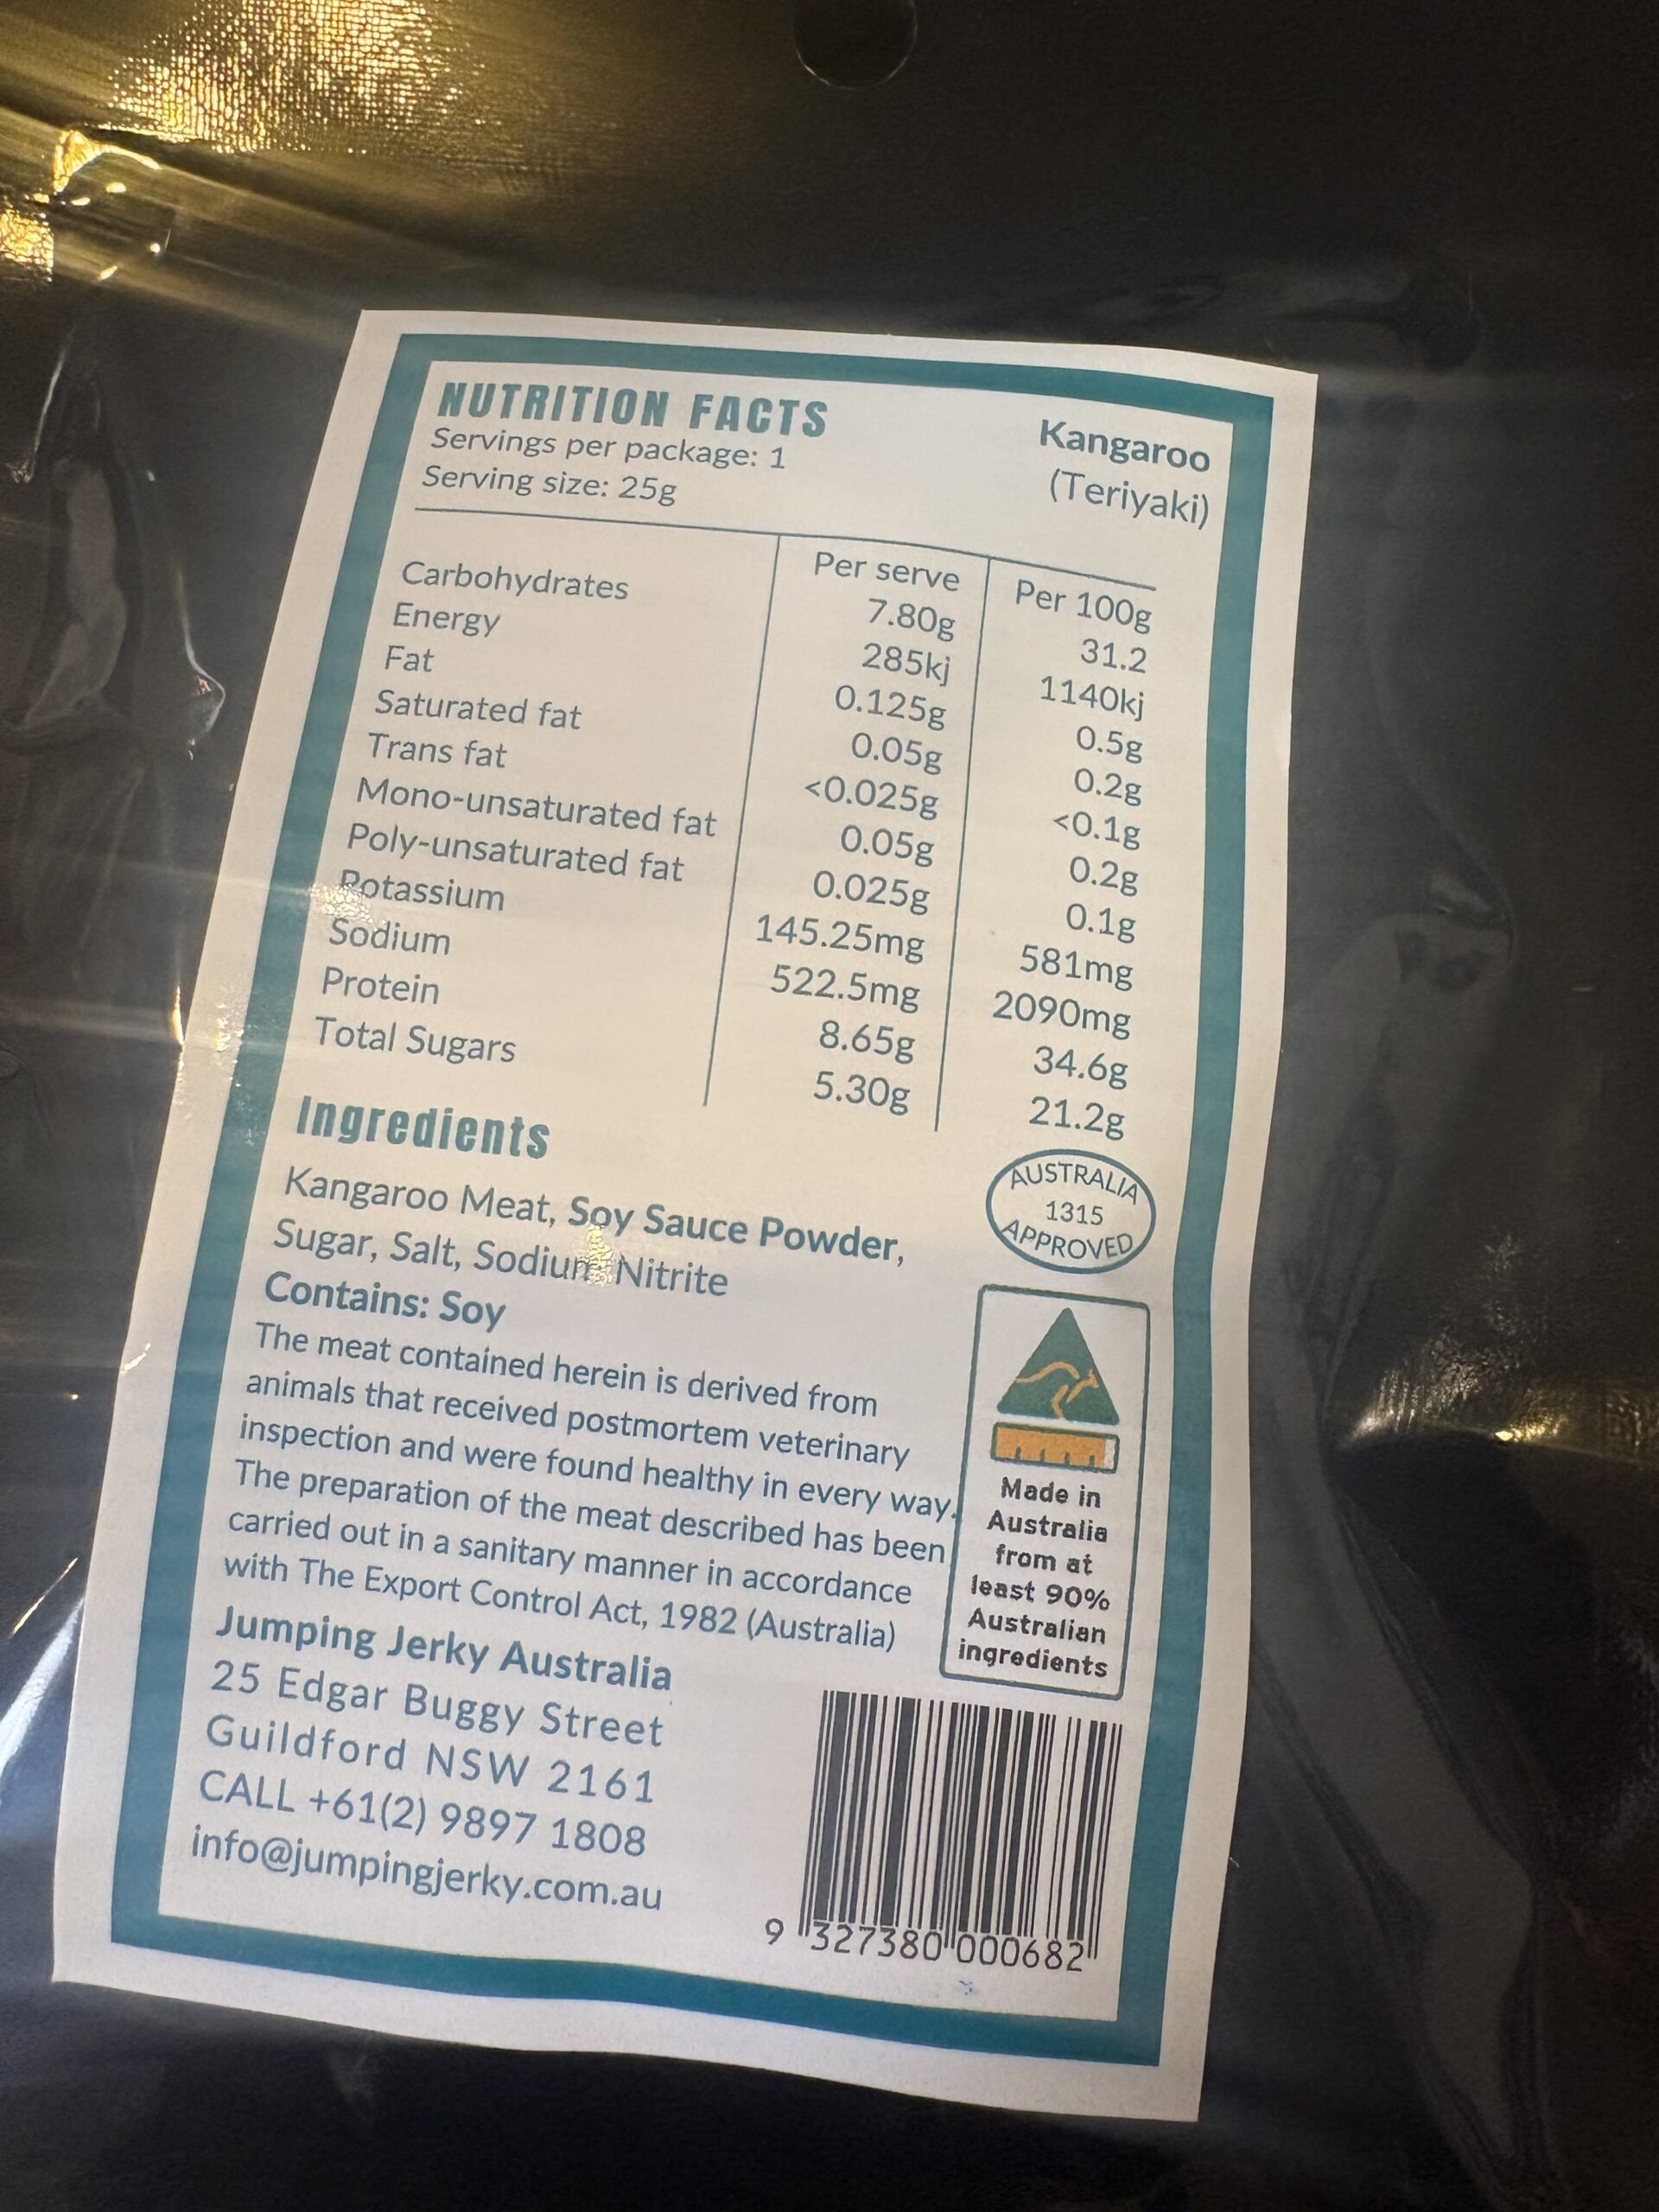 NUTRITION FACTS
Servings per package: 1
Serving size: 25g
Kangaroo
(Teriyaki)
Per serve Per 100g
Carbohydrates 7.80g 31.2
Energy 285kj 1140kj
Fat 0.125g 0.5g
Saturated fat 0.05g 0.2g
Trans fat <0.025g <0.1g
Mono-unsaturated fat 0.05g 0.2g
Poly-unsaturated fat 0.025g 0.1g
Potassium 145.25mg 581mg
Sodium 522.5mg 2090mg
Protein 8.65g 34.6g
Total Sugars 5.30g 21.2g
Ingredients
Kangaroo Meat, Soy Sauce Powder,
Sugar, Salt, Sodium Nitrite
Contains: Soy
The meat contained herein is derived from
animals that received postmortem veterinary
inspection and were found healthy in every way.
The preparation of the meat described has been
carried out in a sanitary manner in accordance
with The Export Control Act, 1982 (Australia)
AUSTRALIA
1315
APPROVED
Made in
Australia
from at
least 90%
Australian
ingredients
Jumping Jerky Australia
25 Edgar Buggy Street
Guildford NSW 2161
CALL +61(2) 9897 1808
info@jumpingjerky.com.au
9 327380 000682